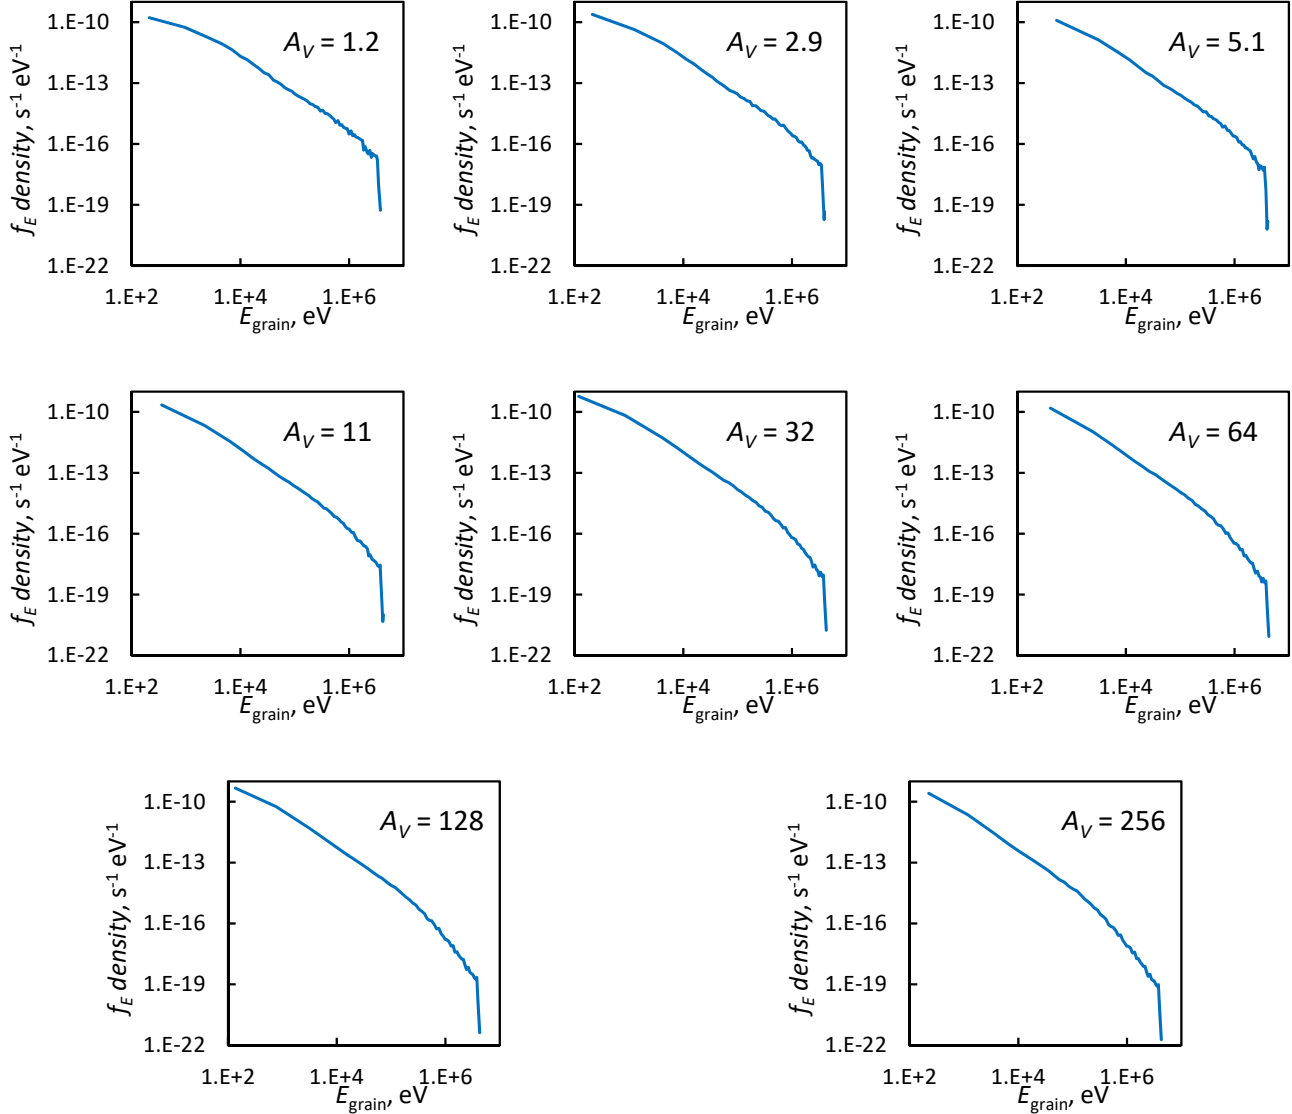 1.E-10
1.E-13
1.E-16
1.E-19
1.E-22
f_E density, s⁻¹ eV⁻¹
A_V = 1.2
1.E+2 1.E+4 1.E+6
E_grain, eV
1.E-10
1.E-13
1.E-16
1.E-19
1.E-22
f_E density, s⁻¹ eV⁻¹
A_V = 2.9
1.E+2 1.E+4 1.E+6
E_grain, eV
1.E-10
1.E-13
1.E-16
1.E-19
1.E-22
f_E density, s⁻¹ eV⁻¹
A_V = 5.1
1.E+2 1.E+4 1.E+6
E_grain, eV
1.E-10
1.E-13
1.E-16
1.E-19
1.E-22
f_E density, s⁻¹ eV⁻¹
A_V = 11
1.E+2 1.E+4 1.E+6
E_grain, eV
1.E-10
1.E-13
1.E-16
1.E-19
1.E-22
f_E density, s⁻¹ eV⁻¹
A_V = 32
1.E+2 1.E+4 1.E+6
E_grain, eV
1.E-10
1.E-13
1.E-16
1.E-19
1.E-22
f_E density, s⁻¹ eV⁻¹
A_V = 64
1.E+2 1.E+4 1.E+6
E_grain, eV
1.E-10
1.E-13
1.E-16
1.E-19
1.E-22
f_E density, s⁻¹ eV⁻¹
A_V = 128
1.E+2 1.E+4 1.E+6
E_grain, eV
1.E-10
1.E-13
1.E-16
1.E-19
1.E-22
f_E density, s⁻¹ eV⁻¹
A_V = 256
1.E+2 1.E+4 1.E+6
E_grain, eV